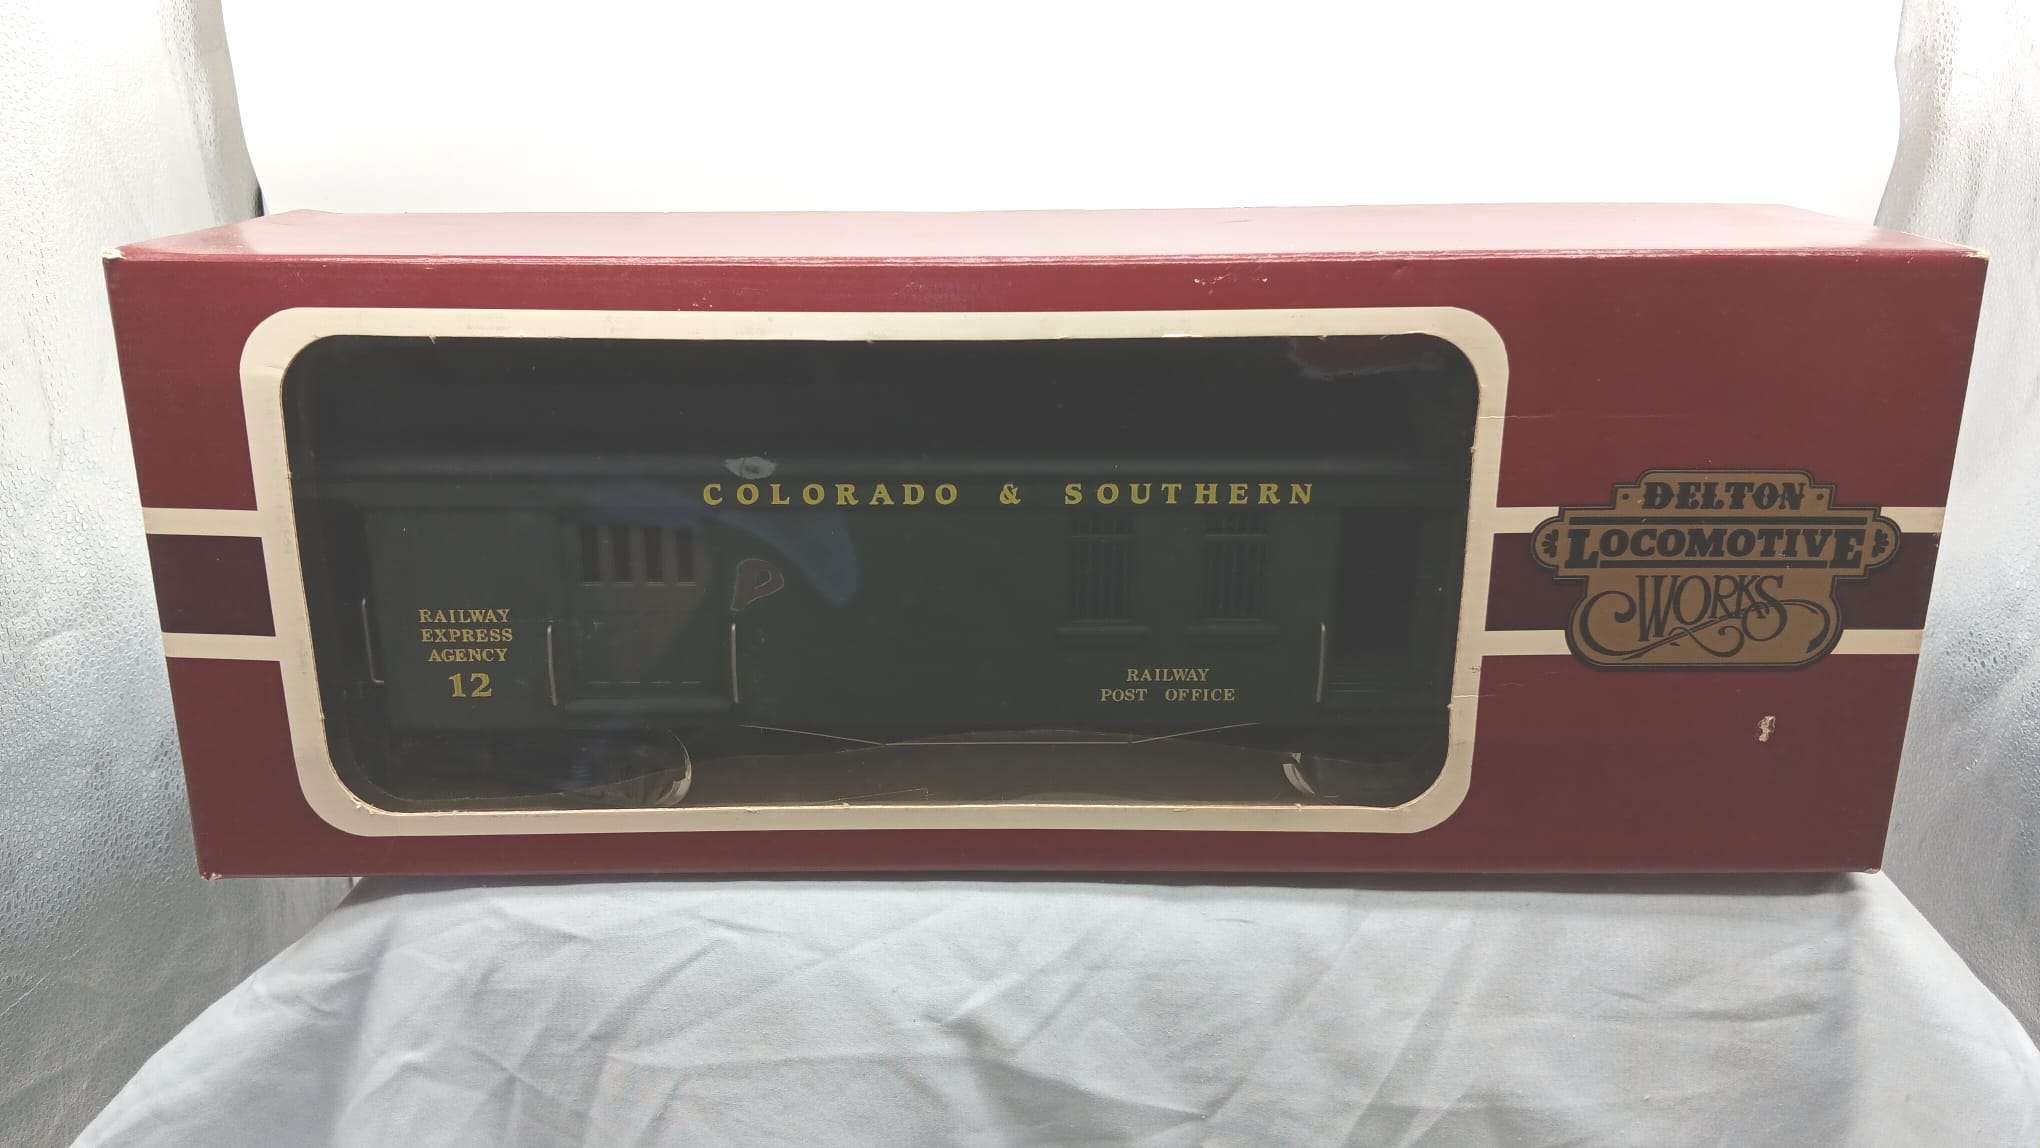 COLORADO & SOUTHERN
RAILWAY
EXPRESS
AGENCY
12
RAILWAY
POST OFFICE
DELTON
LOCOMOTIVE
WORKS